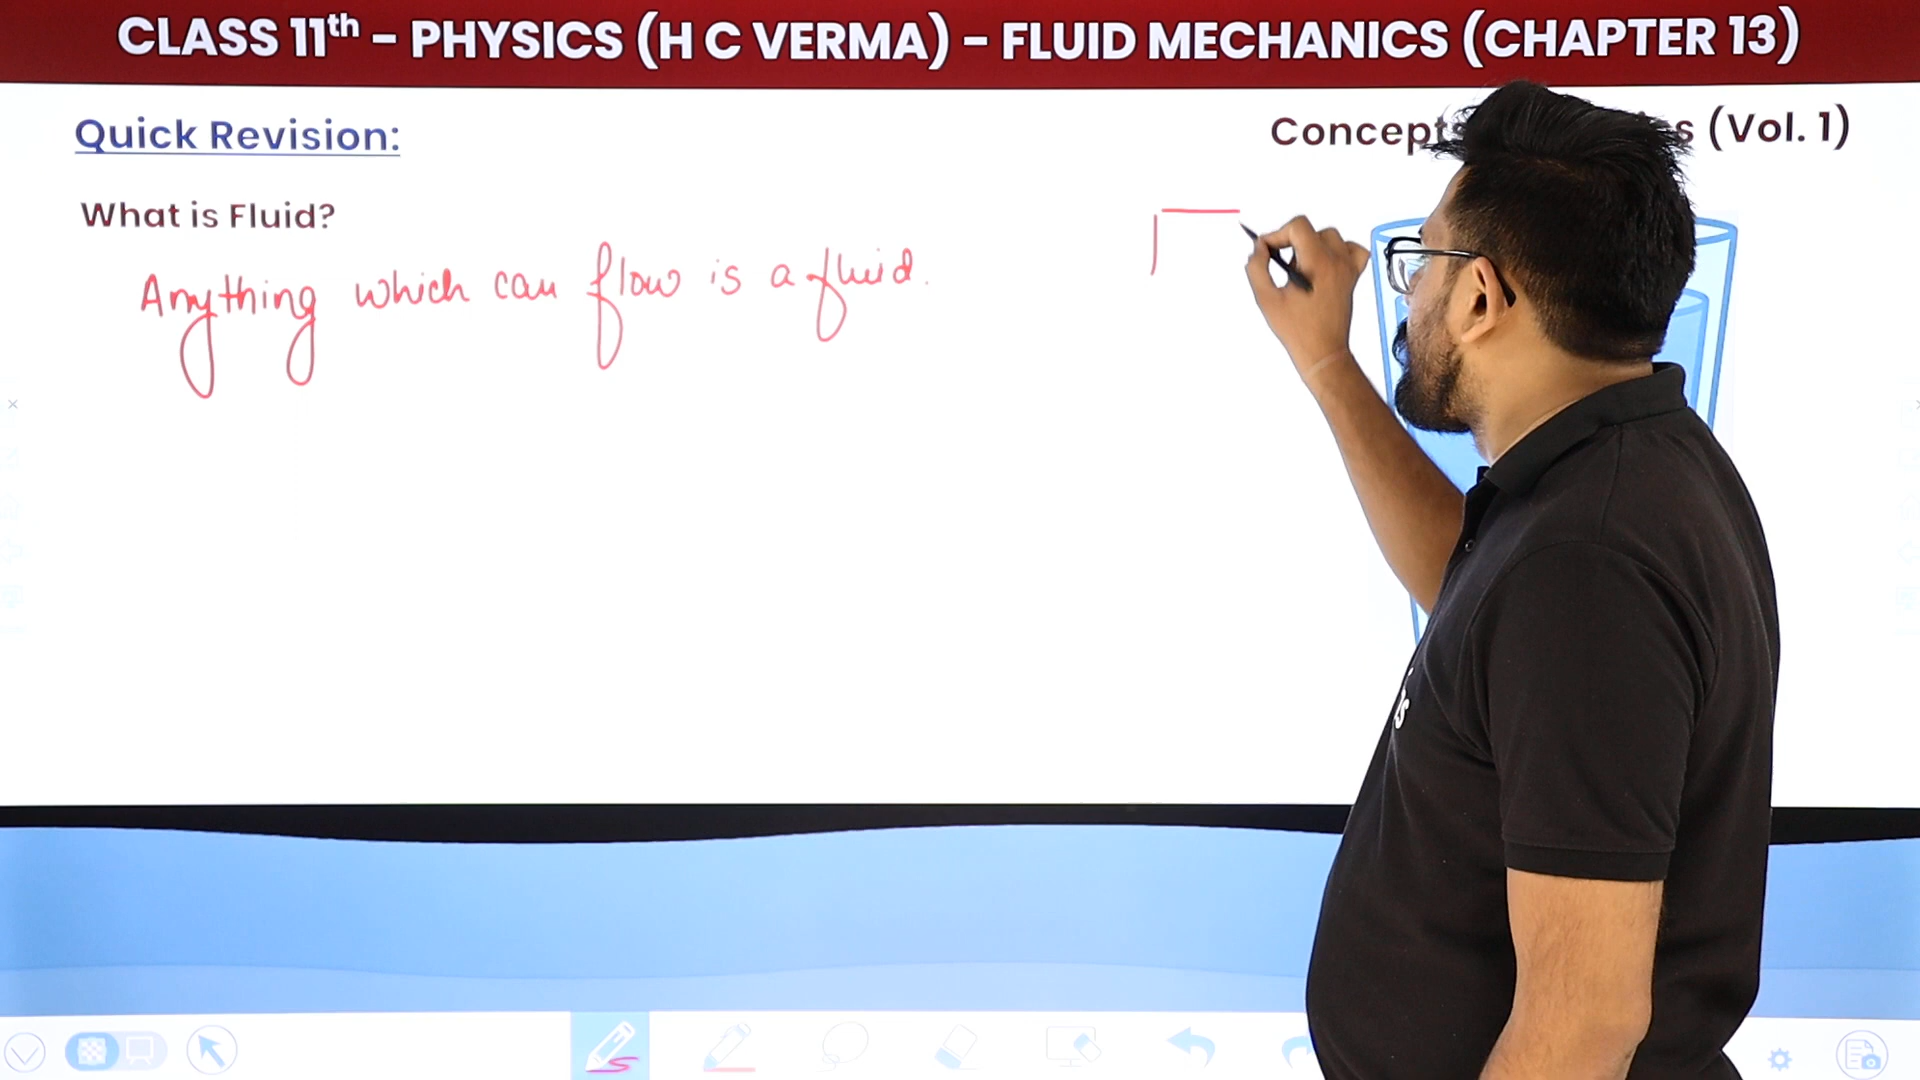 CLASS 11th - PHYSICS (H C VERMA) - FLUID MECHANICS (CHAPTER 13)
Quick Revision:
Concepts (Vol. 1)
What is Fluid?
Anything which can flow is a fluid.